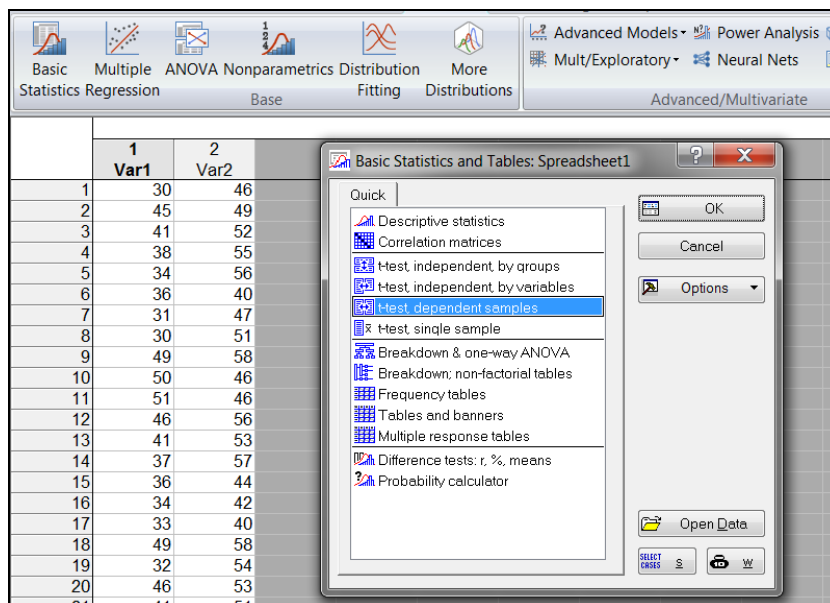 Basic Statistics
Multiple Regression
ANOVA
Nonparametrics
Distribution Fitting
More Distributions
Base
Advanced Models
Power Analysis
Mult/Exploratory
Neural Nets
Advanced/Multivariate
1 2
Var1 Var2
1 30 46
2 45 49
3 41 52
4 38 55
5 34 56
6 36 40
7 31 47
8 30 51
9 49 58
10 50 46
11 51 46
12 46 56
13 41 53
14 37 57
15 36 44
16 34 42
17 33 40
18 49 58
19 32 54
20 46 53
Basic Statistics and Tables: Spreadsheet1
? X
Quick
Descriptive statistics
Correlation matrices
t-test, independent, by groups
t-test, independent, by variables
t-test, dependent samples
t-test, single sample
Breakdown & one-way ANOVA
Breakdown; non-factorial tables
Frequency tables
Tables and banners
Multiple response tables
Difference tests: r, %, means
Probability calculator
OK
Cancel
Options
Open Data
SELECT CASES S
W